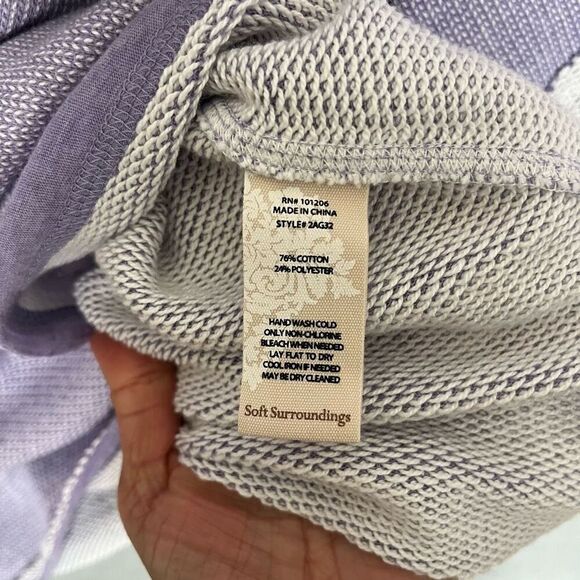 RN# 101206
MADE IN CHINA
STYLE# 2AG32
76% COTTON
24% POLYESTER
HAND WASH COLD
ONLY NON-CHLORINE
BLEACH WHEN NEEDED
LAY FLAT TO DRY
COOL IRON IF NEEDED
MAY BE DRY CLEANED
Soft Surroundings